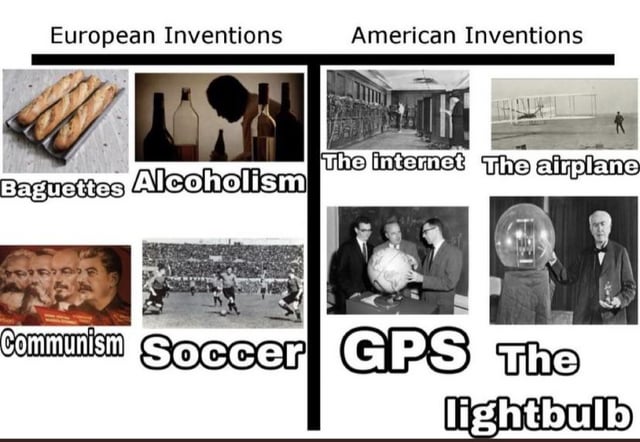 European Inventions
American Inventions
Baguettes
Alcoholism
The internet
The airplane
Communism
Soccer
GPS
The
lightbulb